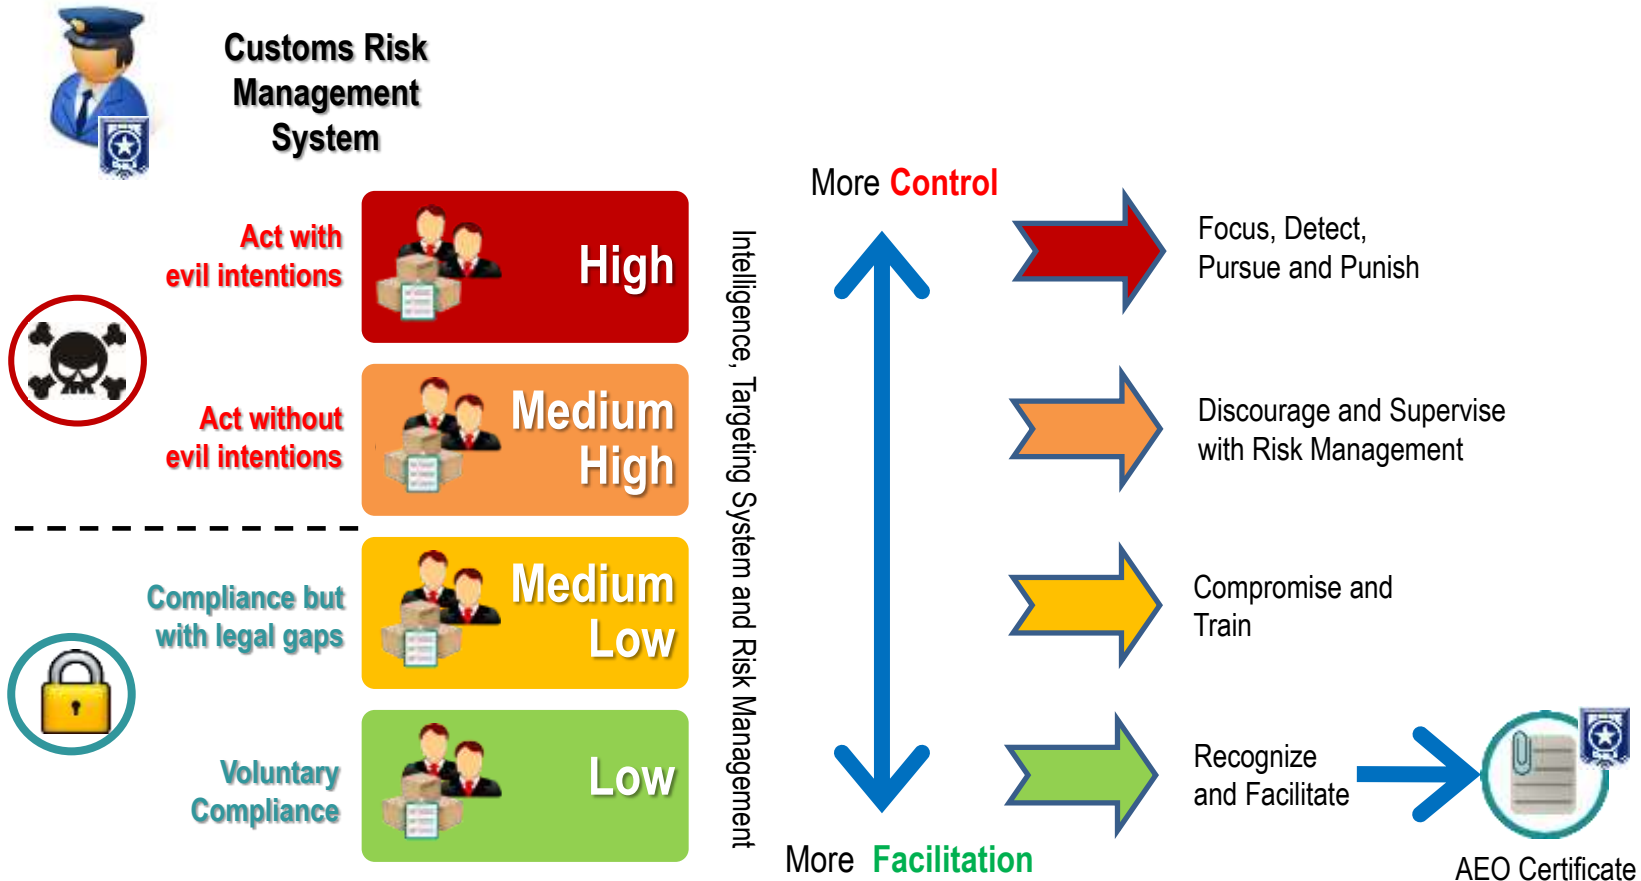 Customs Risk
Management
System
More Control
Act with
evil intentions
High
Focus, Detect,
Pursue and Punish
Act without
evil intentions
Medium
High
Discourage and Supervise
with Risk Management
Intelligence, Targeting System and Risk Management
Compliance but
with legal gaps
Medium
Low
Compromise and
Train
Voluntary
Compliance
Low
Recognize
and Facilitate
More Facilitation
AEO Certificate